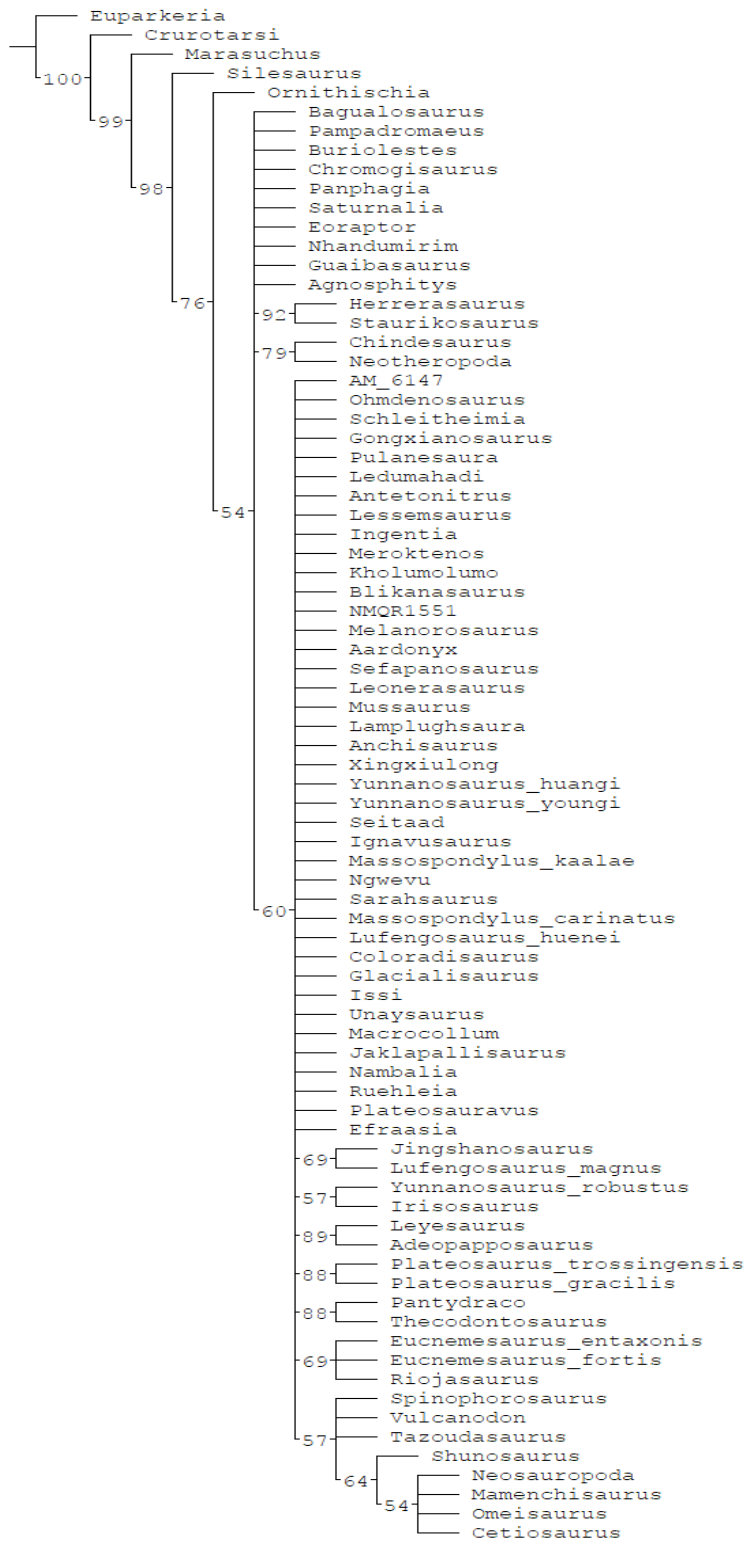 Euparkeria
Crurotarsi
Marasuchus
100
Silesaurus
Ornithischia
Bagualosaurus
99
Pampadromaeus
Buriolestes
Chromogisaurus
98
Panphagia
Saturnalia
Eoraptor
Nhandumirim
Guaibasaurus
Agnosphitys
76
Herrerasaurus
92
Staurikosaurus
Chindesaurus
79
Neotheropoda
AM_6147
Ohmdenosaurus
Schleitheimia
Gongxianosaurus
Pulanesaura
Ledumahadi
Antetonitrus
54
Lessemsaurus
Ingentia
Meroktenos
Kholumolumo
Blikanasaurus
NMQR1551
Melanorosaurus
Aardonyx
Sefapanosaurus
Leonerasaurus
Mussaurus
Lamplughsaura
Anchisaurus
Xingxiulong
Yunnanosaurus_huangi
Yunnanosaurus_youngi
Seitaad
Ignavusaurus
Massospondylus_kaalae
Ngwevu
Sarahsaurus
60
Massospondylus_carinatus
Lufengosaurus_huenei
Coloradisaurus
Glacialisaurus
Issi
Unaysaurus
Macrocollum
Jaklapallisaurus
Nambalia
Ruehleia
Plateosauravus
Efraasia
Jingshanosaurus
69
Lufengosaurus_magnus
Yunnanosaurus_robustus
57
Irisosaurus
Leyesaurus
89
Adeopapposaurus
Plateosaurus_trossingensis
88
Plateosaurus_gracilis
Pantydraco
88
Thecodontosaurus
Eucnemesaurus_entaxonis
69
Eucnemesaurus_fortis
Riojasaurus
Spinophorosaurus
Vulcanodon
57
Tazoudasaurus
Shunosaurus
64
Neosauropoda
Mamenchisaurus
54
Omeisaurus
Cetiosaurus